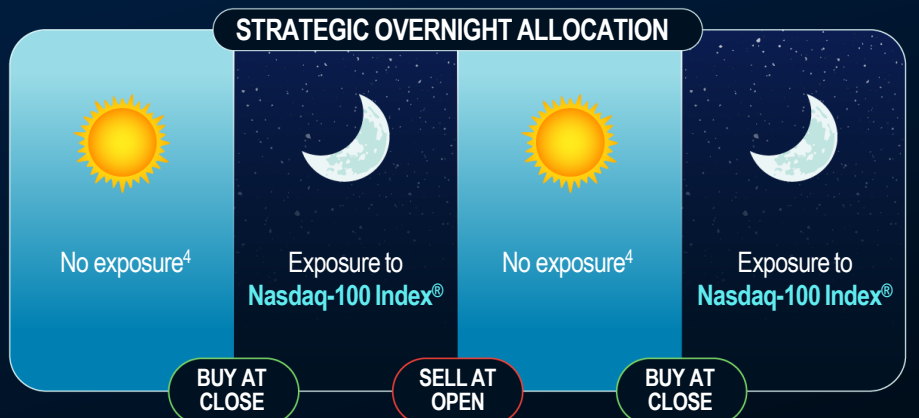 STRATEGIC OVERNIGHT ALLOCATION
No exposure⁴
Exposure to
Nasdaq-100 Index®
No exposure⁴
Exposure to
Nasdaq-100 Index®
BUY AT
CLOSE
SELL AT
OPEN
BUY AT
CLOSE